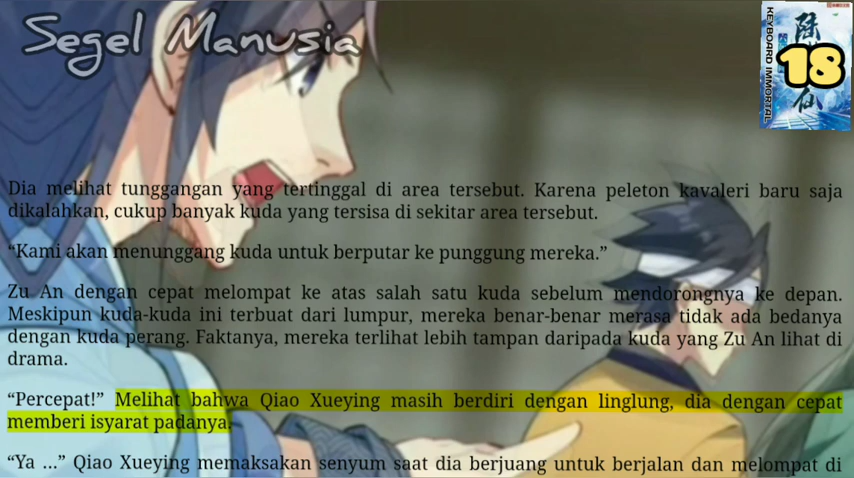 Segel Manusia
KEYBOARD IMMORTAL
18
Dia melihat tunggangan yang tertinggal di area tersebut. Karena peleton kavaleri baru saja
dikalahkan, cukup banyak kuda yang tersisa di sekitar area tersebut.
“Kami akan menunggang kuda untuk berputar ke punggung mereka.”
Zu An dengan cepat melompat ke atas salah satu kuda sebelum mendorongnya ke depan.
Meskipun kuda-kuda ini terbuat dari lumpur, mereka benar-benar merasa tidak ada bedanya
dengan kuda perang. Faktanya, mereka terlihat lebih tampan daripada kuda yang Zu An lihat di
drama.
“Percepat!” Melihat bahwa Qiao Xueying masih berdiri dengan linglung, dia dengan cepat
memberi isyarat padanya.
“Ya ...” Qiao Xueying memaksakan senyum saat dia berjuang untuk berjalan dan melompat di